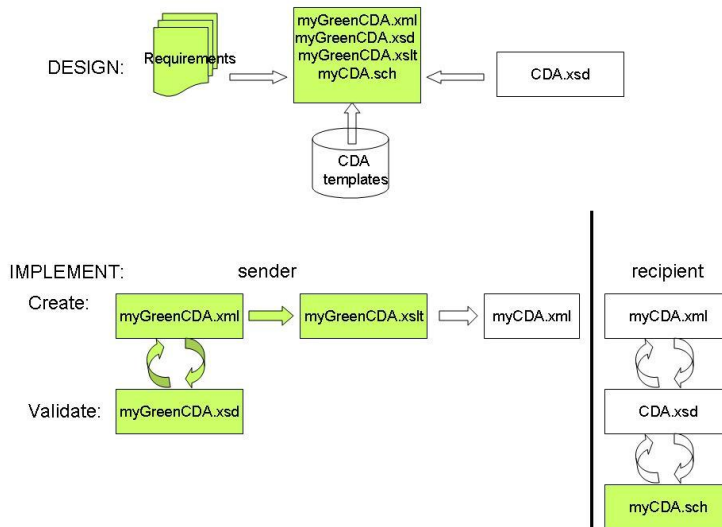 myGreenCDA.xml
myGreenCDA.xsd
myGreenCDA.xslt
myCDA.sch
Requirements
DESIGN:
CDA.xsd
CDA
templates
IMPLEMENT:
sender
recipient
Create:
myGreenCDA.xml
myGreenCDA.xslt
myCDA.xml
myCDA.xml
Validate:
myGreenCDA.xsd
CDA.xsd
myCDA.sch